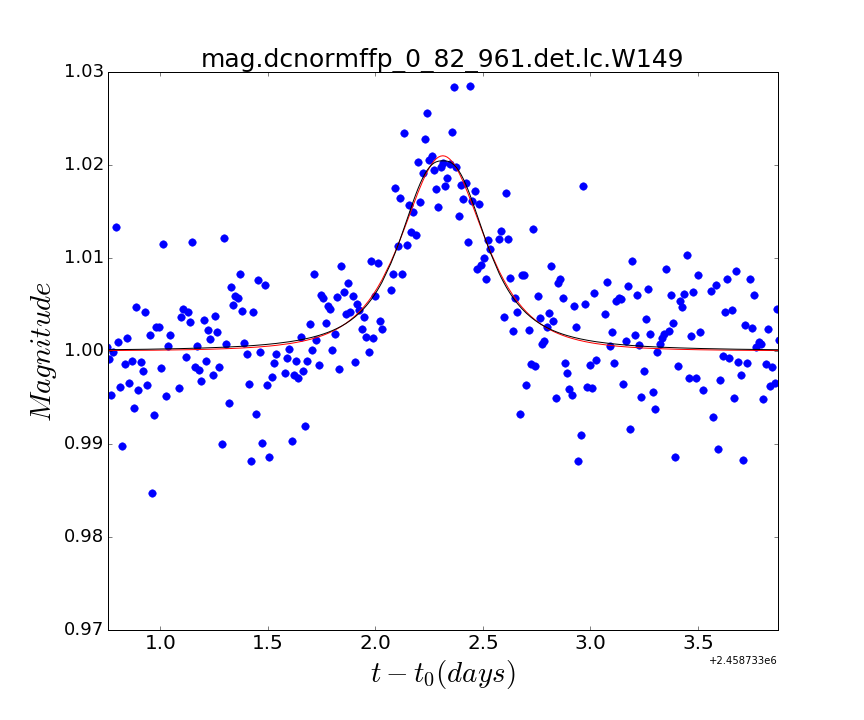 mag.dcnormffp_0_82_961.det.lc.W149
1.03
1.02
1.01
1.00
0.99
0.98
0.97
Magnitude
1.0 1.5 2.0 2.5 3.0 3.5
+2.458733e6
t − t₀(days)